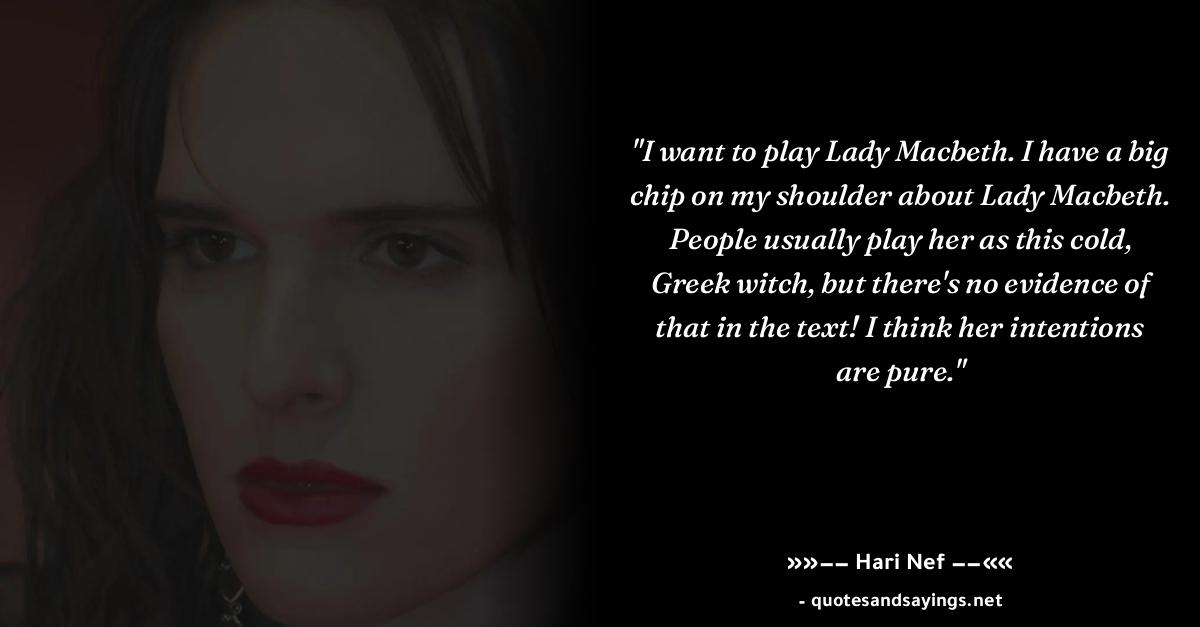 "I want to play Lady Macbeth. I have a big
chip on my shoulder about Lady Macbeth.
People usually play her as this cold,
Greek witch, but there's no evidence of
that in the text! I think her intentions
are pure."
»»−− Hari Nef −−««
- quotesandsayings.net